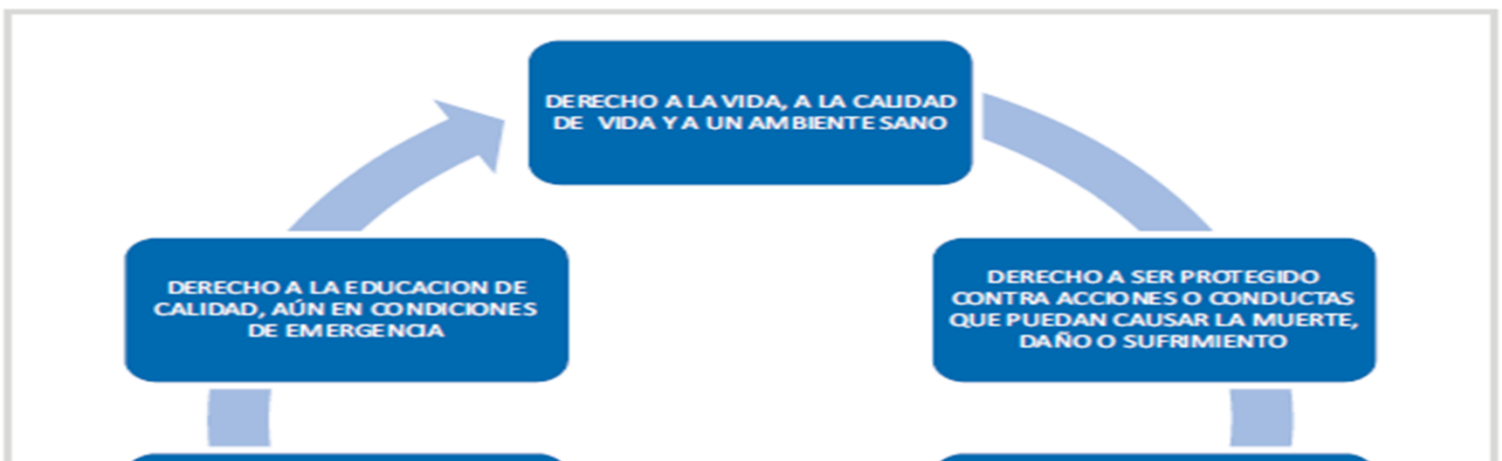 DERECHO A LA VIDA, A LA CALIDAD
DE VIDA Y A UN AMBIENTE SANO
DERECHO A LA EDUCACION DE
CALIDAD, AÚN EN CONDICIONES
DE EMERGENCIA
DERECHO A SER PROTEGIDO
CONTRA ACCIONES O CONDUCTAS
QUE PUEDAN CAUSAR LA MUERTE,
DAÑO O SUFRIMIENTO